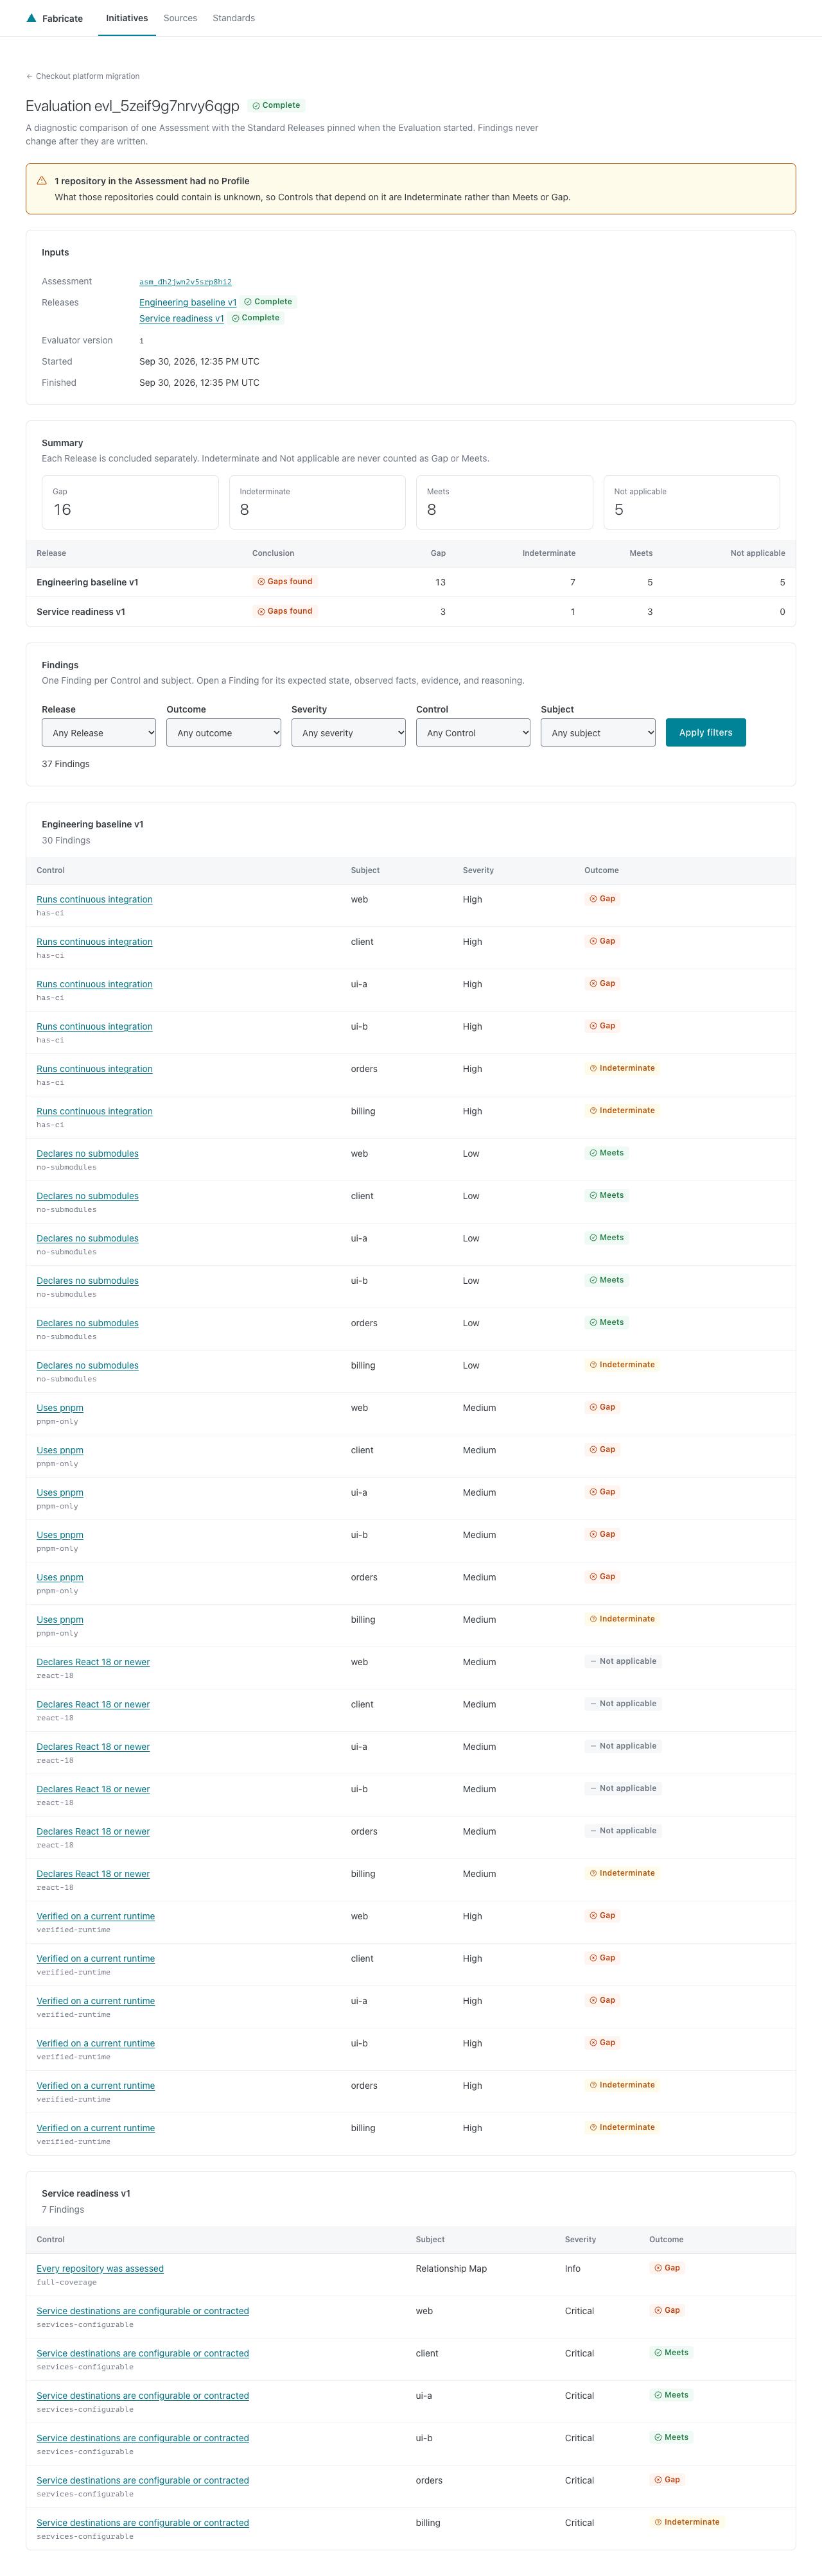 Fabricate Initiatives Sources Standards
← Checkout platform migration
Evaluation evl_5zeif9g7nrvy6qgp Complete
A diagnostic comparison of one Assessment with the Standard Releases pinned when the Evaluation started. Findings never
change after they are written.
1 repository in the Assessment had no Profile
What those repositories could contain is unknown, so Controls that depend on it are Indeterminate rather than Meets or Gap.
Inputs
Assessment asm_dh2jwn2v5srp8hi2
Releases Engineering baseline v1 Complete
Service readiness v1 Complete
Evaluator version 1
Started Sep 30, 2026, 12:35 PM UTC
Finished Sep 30, 2026, 12:35 PM UTC
Summary
Each Release is concluded separately. Indeterminate and Not applicable are never counted as Gap or Meets.
Gap Indeterminate Meets Not applicable
16 8 8 5
Release Conclusion Gap Indeterminate Meets Not applicable
Engineering baseline v1 Gaps found 13 7 5 5
Service readiness v1 Gaps found 3 1 3 0
Findings
One Finding per Control and subject. Open a Finding for its expected state, observed facts, evidence, and reasoning.
Release Outcome Severity Control Subject
Any Release Any outcome Any severity Any Control Any subject Apply filters
37 Findings
Engineering baseline v1
30 Findings
Control Subject Severity Outcome
Runs continuous integration web High Gap
has-ci
Runs continuous integration client High Gap
has-ci
Runs continuous integration ui-a High Gap
has-ci
Runs continuous integration ui-b High Gap
has-ci
Runs continuous integration orders High Indeterminate
has-ci
Runs continuous integration billing High Indeterminate
has-ci
Declares no submodules web Low Meets
no-submodules
Declares no submodules client Low Meets
no-submodules
Declares no submodules ui-a Low Meets
no-submodules
Declares no submodules ui-b Low Meets
no-submodules
Declares no submodules orders Low Meets
no-submodules
Declares no submodules billing Low Indeterminate
no-submodules
Uses pnpm web Medium Gap
pnpm-only
Uses pnpm client Medium Gap
pnpm-only
Uses pnpm ui-a Medium Gap
pnpm-only
Uses pnpm ui-b Medium Gap
pnpm-only
Uses pnpm orders Medium Gap
pnpm-only
Uses pnpm billing Medium Indeterminate
pnpm-only
Declares React 18 or newer web Medium Not applicable
react-18
Declares React 18 or newer client Medium Not applicable
react-18
Declares React 18 or newer ui-a Medium Not applicable
react-18
Declares React 18 or newer ui-b Medium Not applicable
react-18
Declares React 18 or newer orders Medium Not applicable
react-18
Declares React 18 or newer billing Medium Indeterminate
react-18
Verified on a current runtime web High Gap
verified-runtime
Verified on a current runtime client High Gap
verified-runtime
Verified on a current runtime ui-a High Gap
verified-runtime
Verified on a current runtime ui-b High Gap
verified-runtime
Verified on a current runtime orders High Indeterminate
verified-runtime
Verified on a current runtime billing High Indeterminate
verified-runtime
Service readiness v1
7 Findings
Control Subject Severity Outcome
Every repository was assessed Relationship Map Info Gap
full-coverage
Service destinations are configurable or contracted web Critical Gap
services-configurable
Service destinations are configurable or contracted client Critical Meets
services-configurable
Service destinations are configurable or contracted ui-a Critical Meets
services-configurable
Service destinations are configurable or contracted ui-b Critical Meets
services-configurable
Service destinations are configurable or contracted orders Critical Gap
services-configurable
Service destinations are configurable or contracted billing Critical Indeterminate
services-configurable